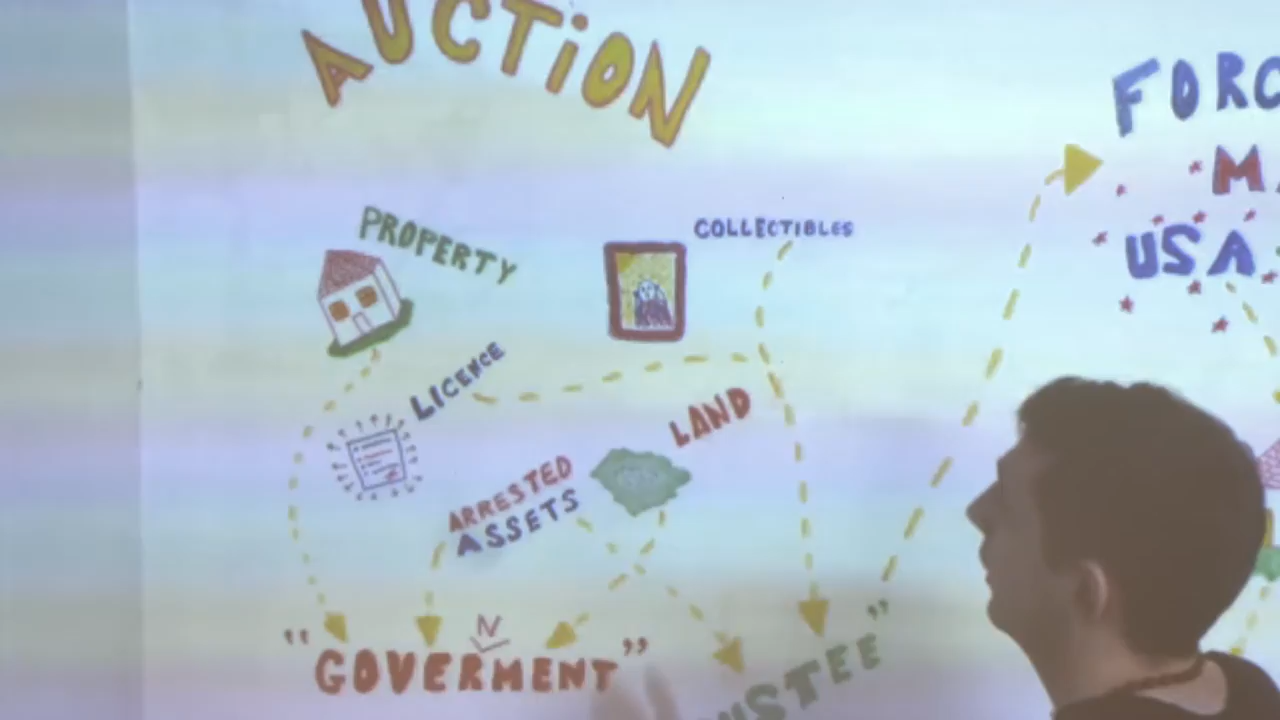 AUCTION
PROPERTY
COLLECTIBLES
LICENCE
LAND
ARRESTED
ASSETS
N
"GOVERMENT"
USA